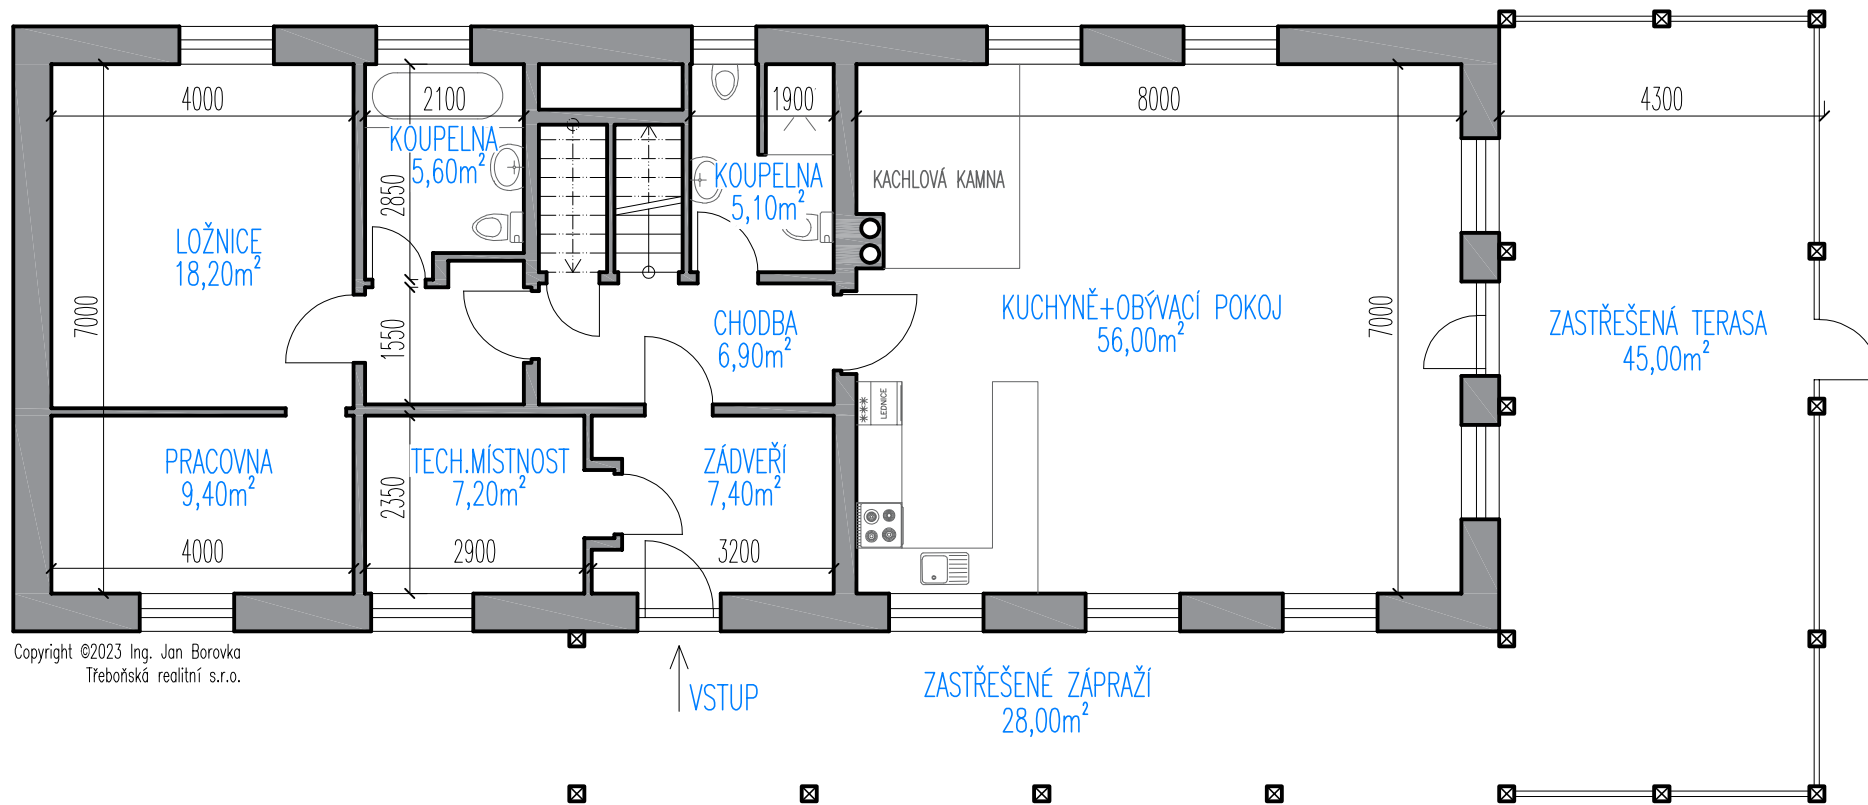 4000
2100
1900
8000
4300
KOUPELNA
5,60m²
2850
KOUPELNA
5,10m²
KACHLOVÁ KAMNA
LOŽNICE
18,20m²
7000
1550
CHODBA
6,90m²
KUCHYNĚ+OBÝVACÍ POKOJ
56,00m²
7000
ZASTŘEŠENÁ TERASA
45,00m²
LEDNICE
PRACOVNA
9,40m²
TECH.MÍSTNOST
7,20m²
2350
ZÁDVEŘÍ
7,40m²
4000
2900
3200
Copyright ©2023 Ing. Jan Borovka
Třeboňská realitní s.r.o.
VSTUP
ZASTŘEŠENÉ ZÁPRAŽÍ
28,00m²